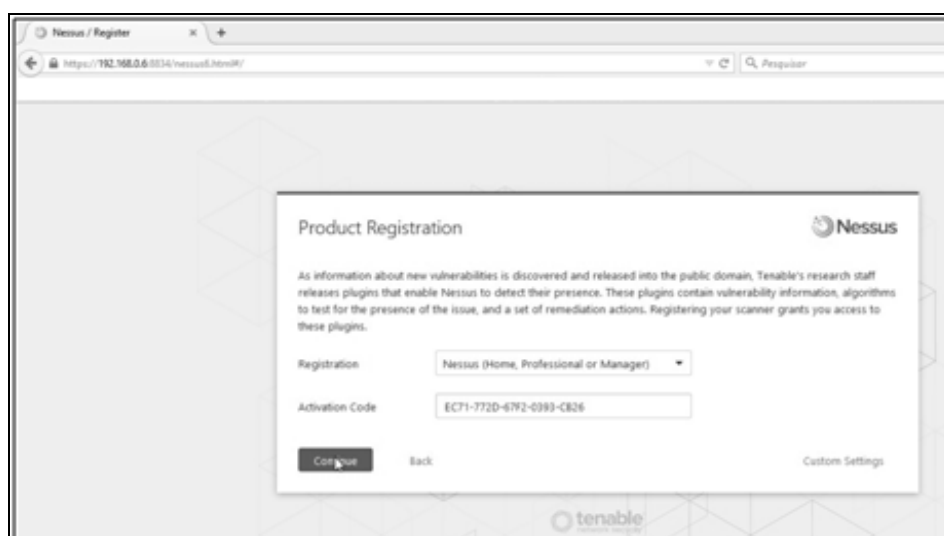 Nessus / Register
https://192.168.0.6:8834/nessus6.html#/
Pesquisar
Product Registration
Nessus
As information about new vulnerabilities is discovered and released into the public domain, Tenable's research staff
releases plugins that enable Nessus to detect their presence. These plugins contain vulnerability information, algorithms
to test for the presence of the issue, and a set of remediation actions. Registering your scanner grants you access to
these plugins.
Registration
Nessus (Home, Professional or Manager)
Activation Code
EC71-772D-67F2-0393-CB26
Continue
Back
Custom Settings
tenable
network security